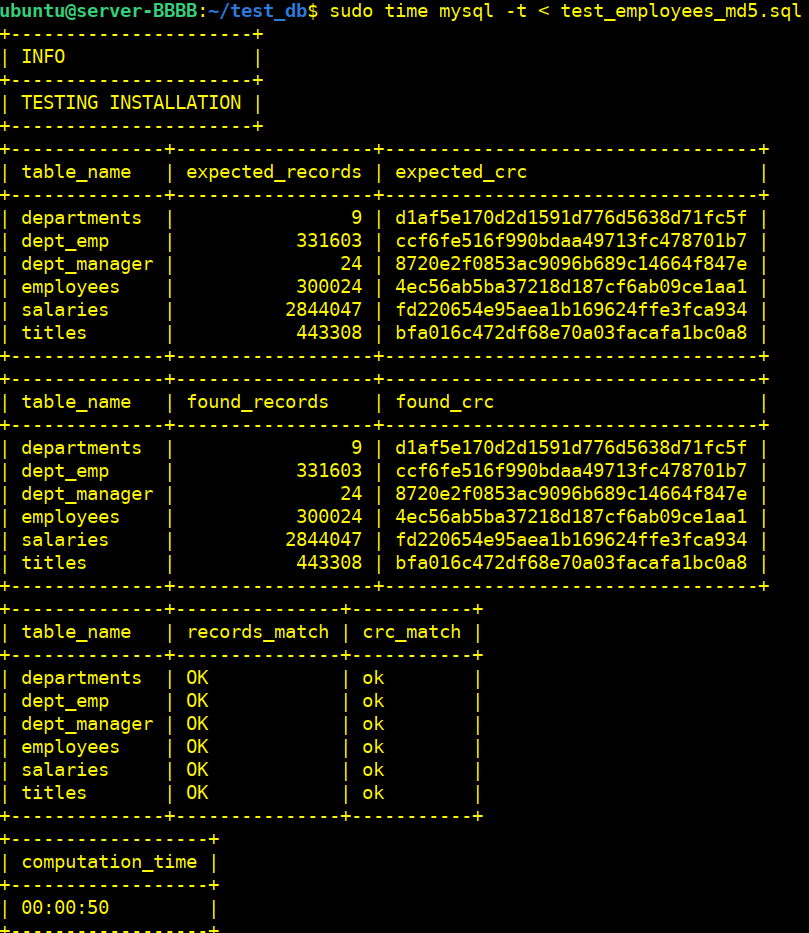 ubuntu@server-BBBB:~/test_db$ sudo time mysql -t < test_employees_md5.sql
+----------------------+
| INFO                 |
+----------------------+
| TESTING INSTALLATION |
+----------------------+
+--------------+------------------+----------------------------------+
| table_name   | expected_records | expected_crc                     |
+--------------+------------------+----------------------------------+
| departments  |                9 | d1af5e170d2d1591d776d5638d71fc5f |
| dept_emp     |           331603 | ccf6fe516f990bdaa49713fc478701b7 |
| dept_manager |               24 | 8720e2f0853ac9096b689c14664f847e |
| employees    |           300024 | 4ec56ab5ba37218d187cf6ab09ce1aa1 |
| salaries     |          2844047 | fd220654e95aea1b169624ffe3fca934 |
| titles       |           443308 | bfa016c472df68e70a03facafa1bc0a8 |
+--------------+------------------+----------------------------------+
+--------------+------------------+----------------------------------+
| table_name   | found_records    | found_crc                        |
+--------------+------------------+----------------------------------+
| departments  |                9 | d1af5e170d2d1591d776d5638d71fc5f |
| dept_emp     |           331603 | ccf6fe516f990bdaa49713fc478701b7 |
| dept_manager |               24 | 8720e2f0853ac9096b689c14664f847e |
| employees    |           300024 | 4ec56ab5ba37218d187cf6ab09ce1aa1 |
| salaries     |          2844047 | fd220654e95aea1b169624ffe3fca934 |
| titles       |           443308 | bfa016c472df68e70a03facafa1bc0a8 |
+--------------+------------------+----------------------------------+
+--------------+---------------+-----------+
| table_name   | records_match | crc_match |
+--------------+---------------+-----------+
| departments  | OK            | ok        |
| dept_emp     | OK            | ok        |
| dept_manager | OK            | ok        |
| employees    | OK            | ok        |
| salaries     | OK            | ok        |
| titles       | OK            | ok        |
+--------------+---------------+-----------+
+------------------+
| computation_time |
+------------------+
| 00:00:50         |
+------------------+